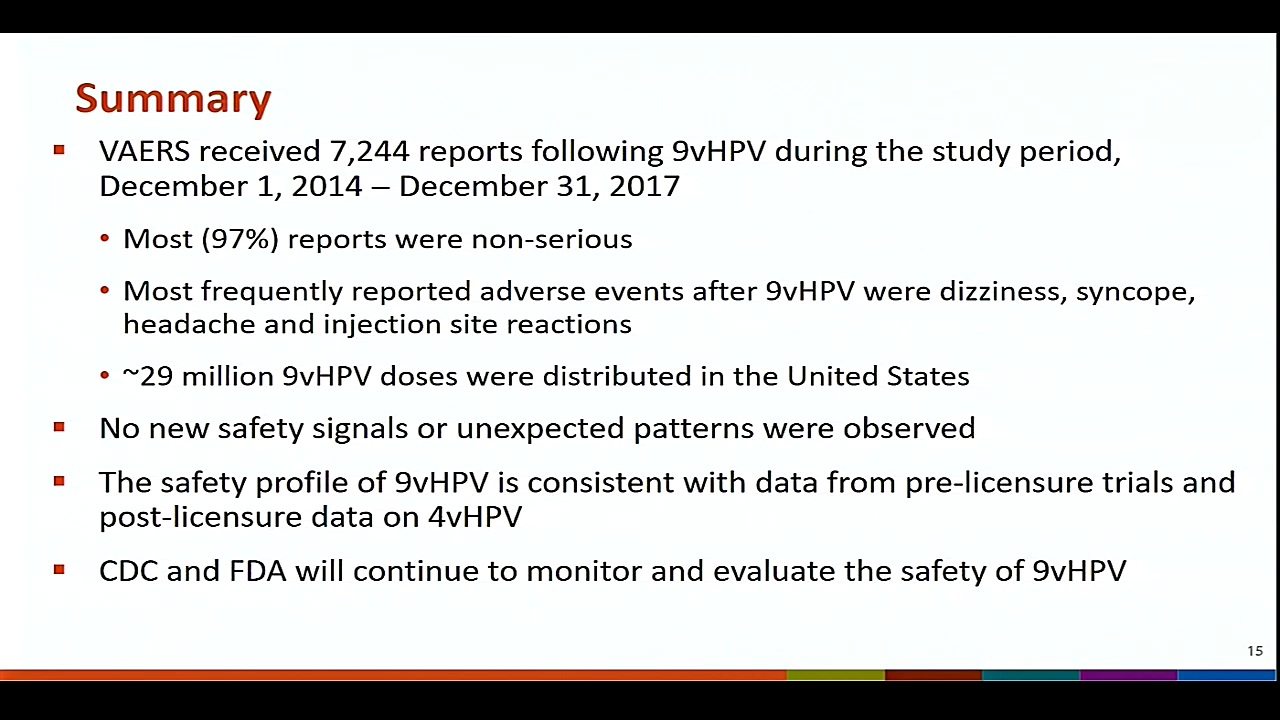 Summary
VAERS received 7,244 reports following 9vHPV during the study period,
December 1, 2014 – December 31, 2017
• Most (97%) reports were non-serious
• Most frequently reported adverse events after 9vHPV were dizziness, syncope,
headache and injection site reactions
• ~29 million 9vHPV doses were distributed in the United States
No new safety signals or unexpected patterns were observed
The safety profile of 9vHPV is consistent with data from pre-licensure trials and
post-licensure data on 4vHPV
CDC and FDA will continue to monitor and evaluate the safety of 9vHPV
15